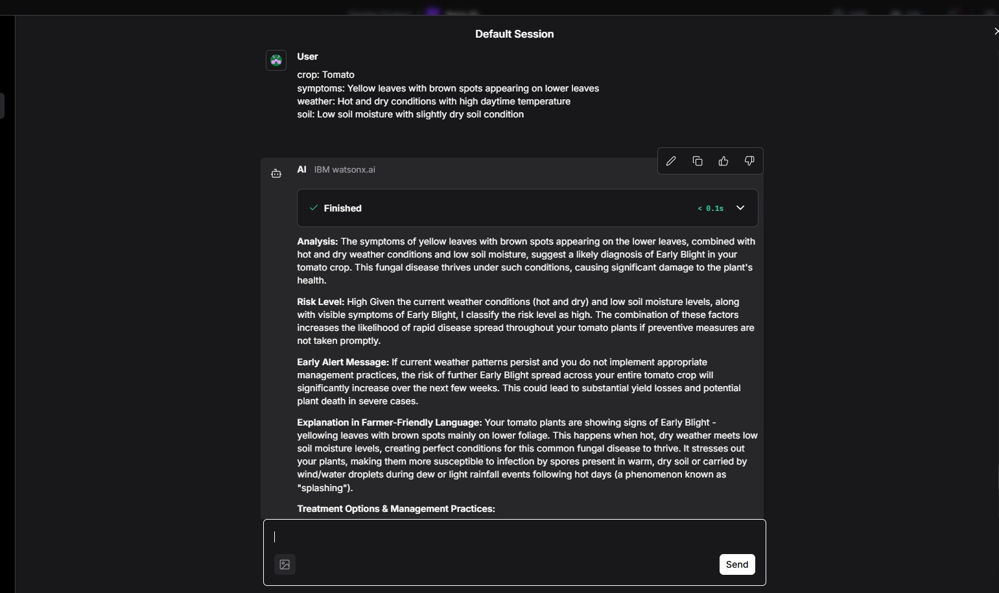 Default Session
User
crop: Tomato
symptoms: Yellow leaves with brown spots appearing on lower leaves
weather: Hot and dry conditions with high daytime temperature
soil: Low soil moisture with slightly dry soil condition
AI IBM watsonx.ai
Finished < 0.1s
Analysis: The symptoms of yellow leaves with brown spots appearing on the lower leaves, combined with
hot and dry weather conditions and low soil moisture, suggest a likely diagnosis of Early Blight in your
tomato crop. This fungal disease thrives under such conditions, causing significant damage to the plant's
health.
Risk Level: High Given the current weather conditions (hot and dry) and low soil moisture levels, along
with visible symptoms of Early Blight, I classify the risk level as high. The combination of these factors
increases the likelihood of rapid disease spread throughout your tomato plants if preventive measures are
not taken promptly.
Early Alert Message: If current weather patterns persist and you do not implement appropriate
management practices, the risk of further Early Blight spread across your entire tomato crop will
significantly increase over the next few weeks. This could lead to substantial yield losses and potential
plant death in severe cases.
Explanation in Farmer-Friendly Language: Your tomato plants are showing signs of Early Blight -
yellowing leaves with brown spots mainly on lower foliage. This happens when hot, dry weather meets low
soil moisture levels, creating perfect conditions for this common fungal disease to thrive. It stresses out
your plants, making them more susceptible to infection by spores present in warm, dry soil or carried by
wind/water droplets during dew or light rainfall events following hot days (a phenomenon known as
"splashing").
Treatment Options & Management Practices:
Send